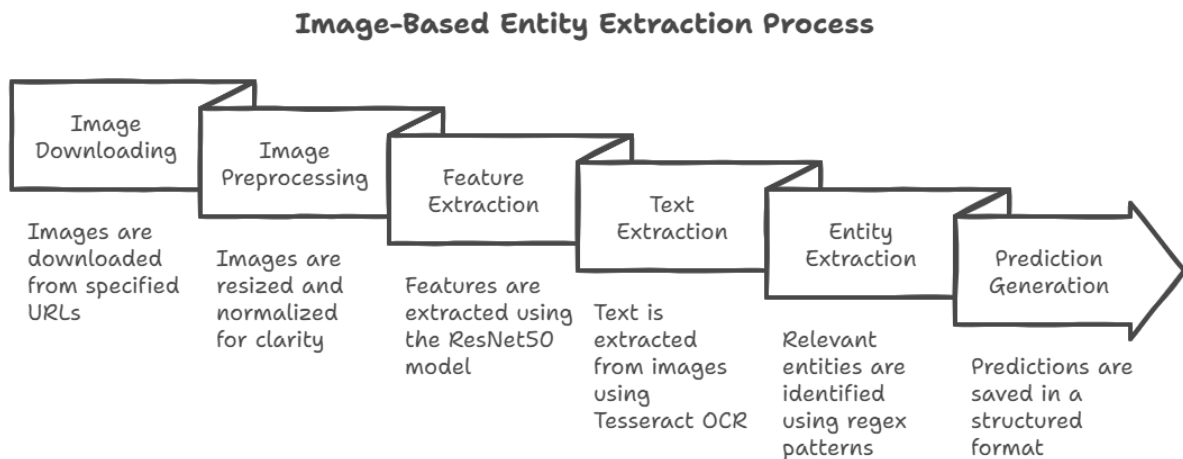 Image-Based Entity Extraction Process
Image
Downloading
Images are
downloaded
from specified
URLs
Image
Preprocessing
Images are
resized and
normalized
for clarity
Feature
Extraction
Features are
extracted using
the ResNet50
model
Text
Extraction
Text is
extracted
from images
using
Tesseract OCR
Entity
Extraction
Relevant
entities are
identified
using regex
patterns
Prediction
Generation
Predictions are
saved in a
structured
format